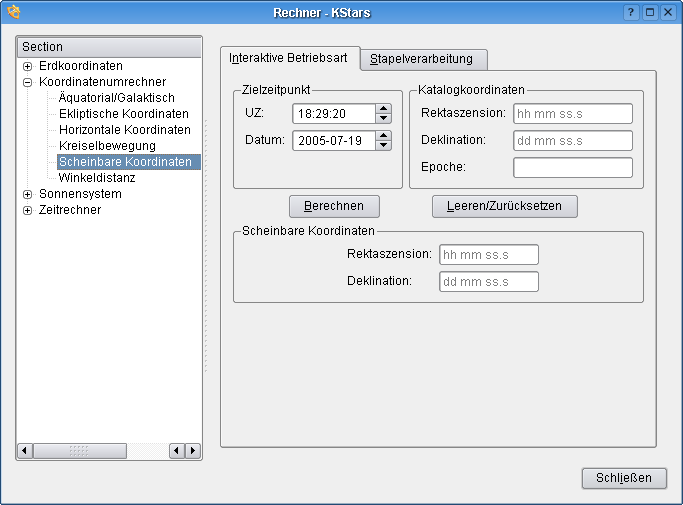 Rechner - KStars
Section
Erdkoordinaten
Koordinatenumrechner
Äquatorial/Galaktisch
Ekliptische Koordinaten
Horizontale Koordinaten
Kreiselbewegung
Scheinbare Koordinaten
Winkeldistanz
Sonnensystem
Zeitrechner
Interaktive Betriebsart
Stapelverarbeitung
Zielzeitpunkt
UZ: 18:29:20
Datum: 2005-07-19
Katalogkoordinaten
Rektaszension: hh mm ss.s
Deklination: dd mm ss.s
Epoche:
Berechnen
Leeren/Zurücksetzen
Scheinbare Koordinaten
Rektaszension: hh mm ss.s
Deklination: dd mm ss.s
Schließen